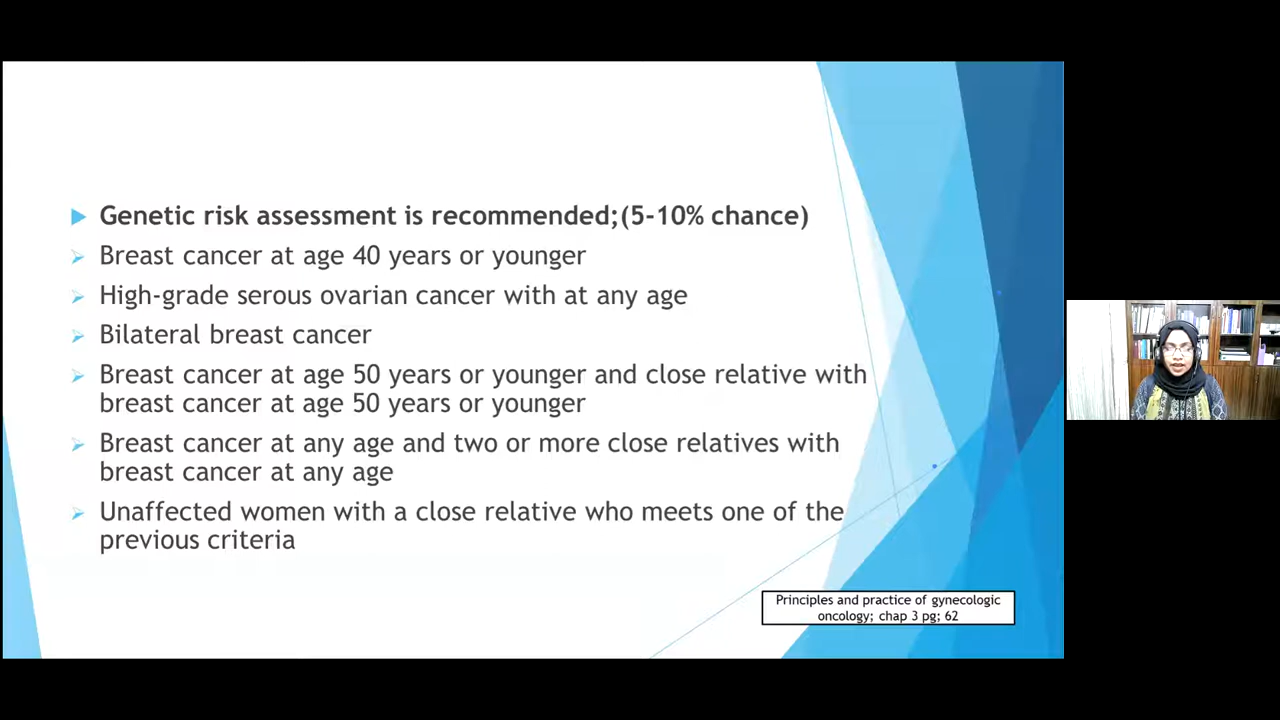 Genetic risk assessment is recommended;(5-10% chance)
Breast cancer at age 40 years or younger
High-grade serous ovarian cancer with at any age
Bilateral breast cancer
Breast cancer at age 50 years or younger and close relative with
breast cancer at age 50 years or younger
Breast cancer at any age and two or more close relatives with
breast cancer at any age
Unaffected women with a close relative who meets one of the
previous criteria
Principles and practice of gynecologic
oncology; chap 3 pg; 62